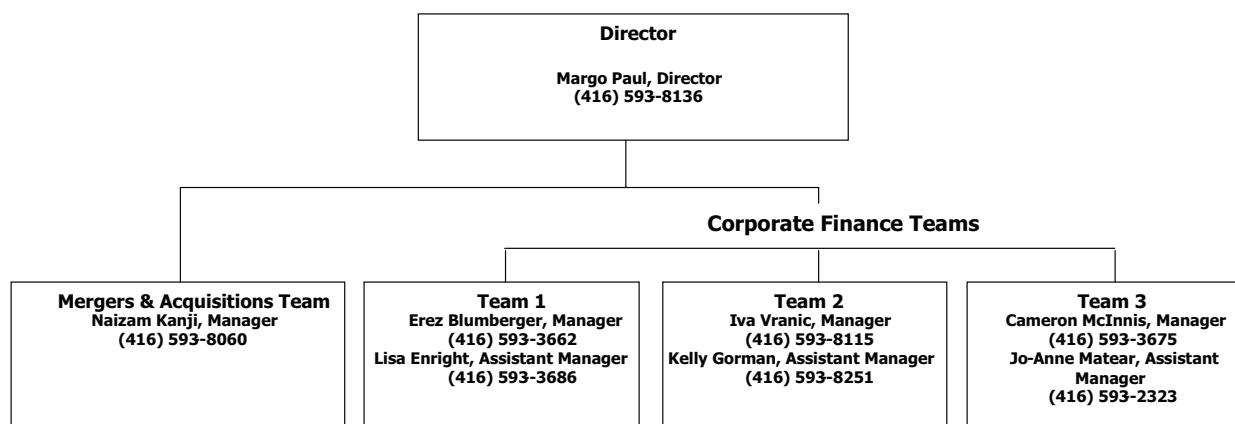 Director
Margo Paul, Director
(416) 593-8136
Corporate Finance Teams
Mergers & Acquisitions Team
Naizam Kanji, Manager
(416) 593-8060
Team 1
Erez Blumberger, Manager
(416) 593-3662
Lisa Enright, Assistant Manager
(416) 593-3686
Team 2
Iva Vranic, Manager
(416) 593-8115
Kelly Gorman, Assistant Manager
(416) 593-8251
Team 3
Cameron McInnis, Manager
(416) 593-3675
Jo-Anne Matear, Assistant
Manager
(416) 593-2323